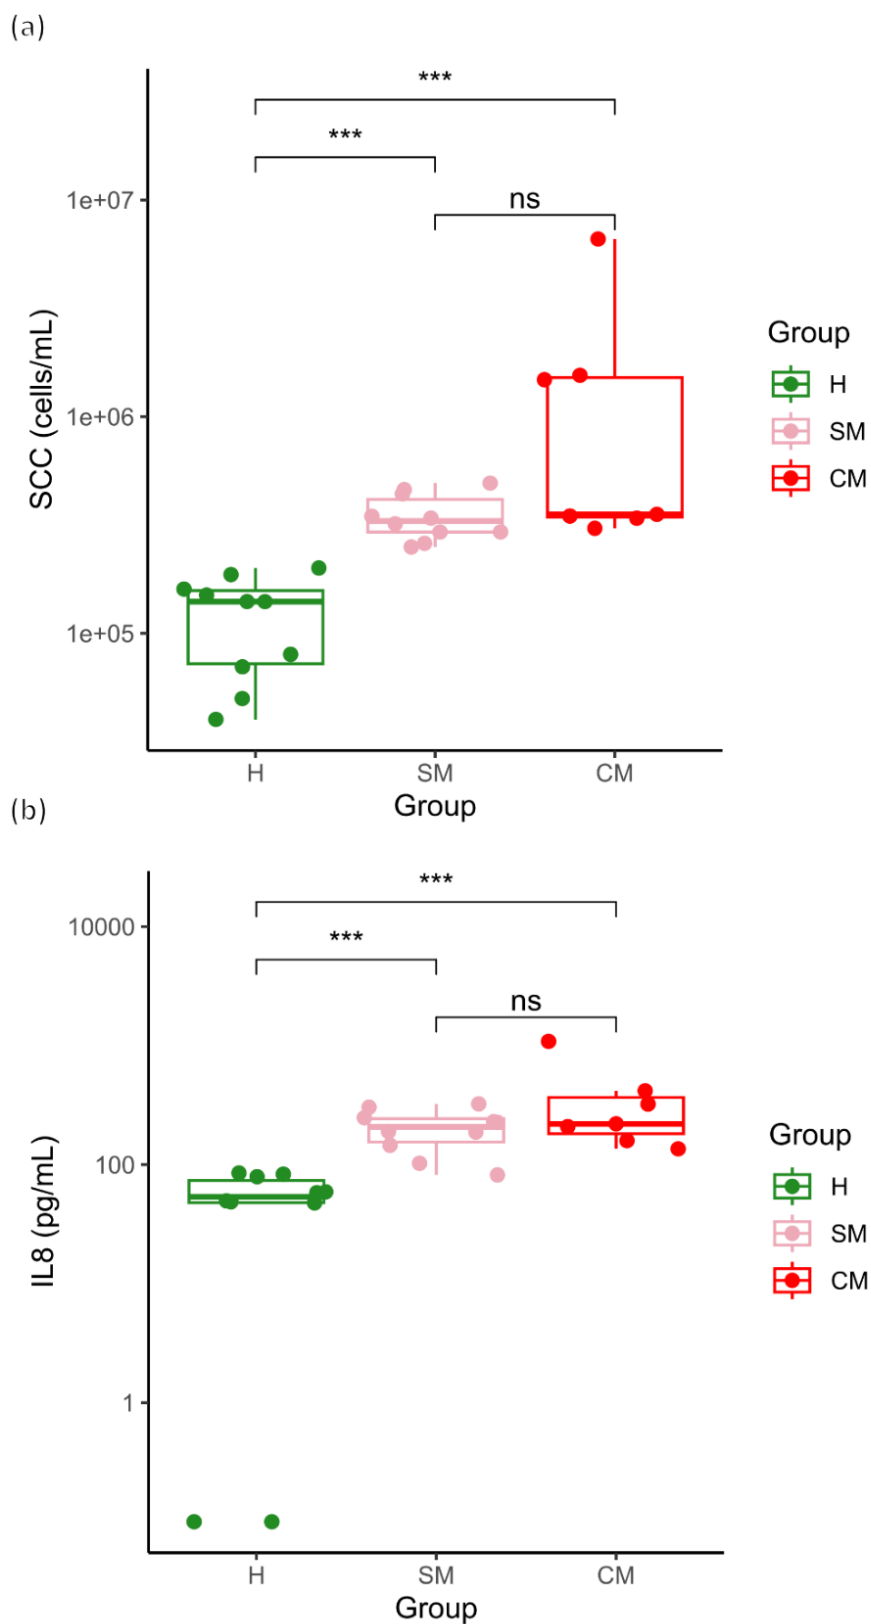 (a)
***
***
1e+07
ns
SCC (cells/mL)
Group
H
1e+06
SM
CM
1e+05
H SM CM
Group
(b)
***
10000
***
ns
IL8 (pg/mL)
Group
100
H
SM
CM
1
H SM CM
Group